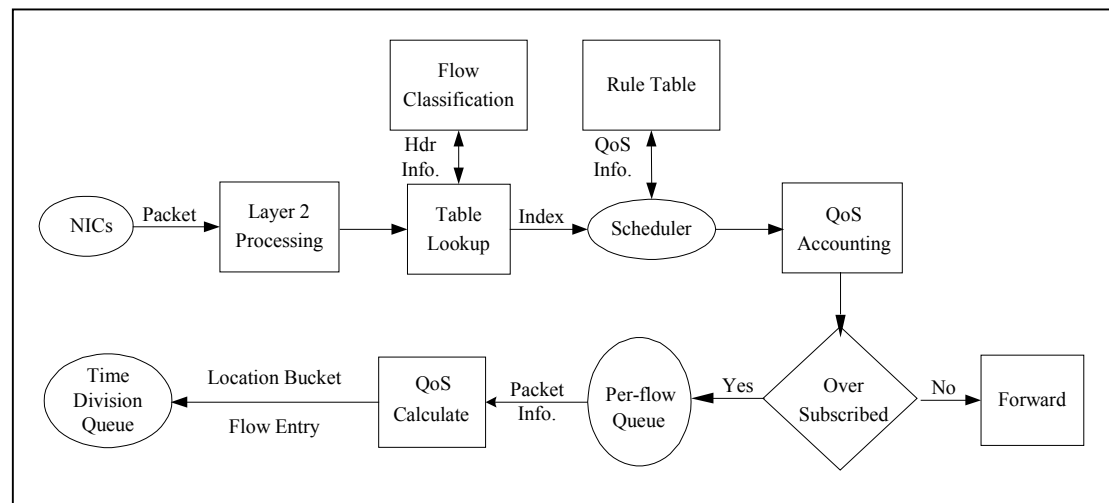 Flow
Classification
Rule Table
Hdr
Info.
QoS
Info.
NICs
Packet
Layer 2
Processing
Table
Lookup
Index
Scheduler
QoS
Accounting
Time
Division
Queue
Location Bucket
Flow Entry
QoS
Calculate
Packet
Info.
Per-flow
Queue
Yes
Over
Subscribed
No
Forward